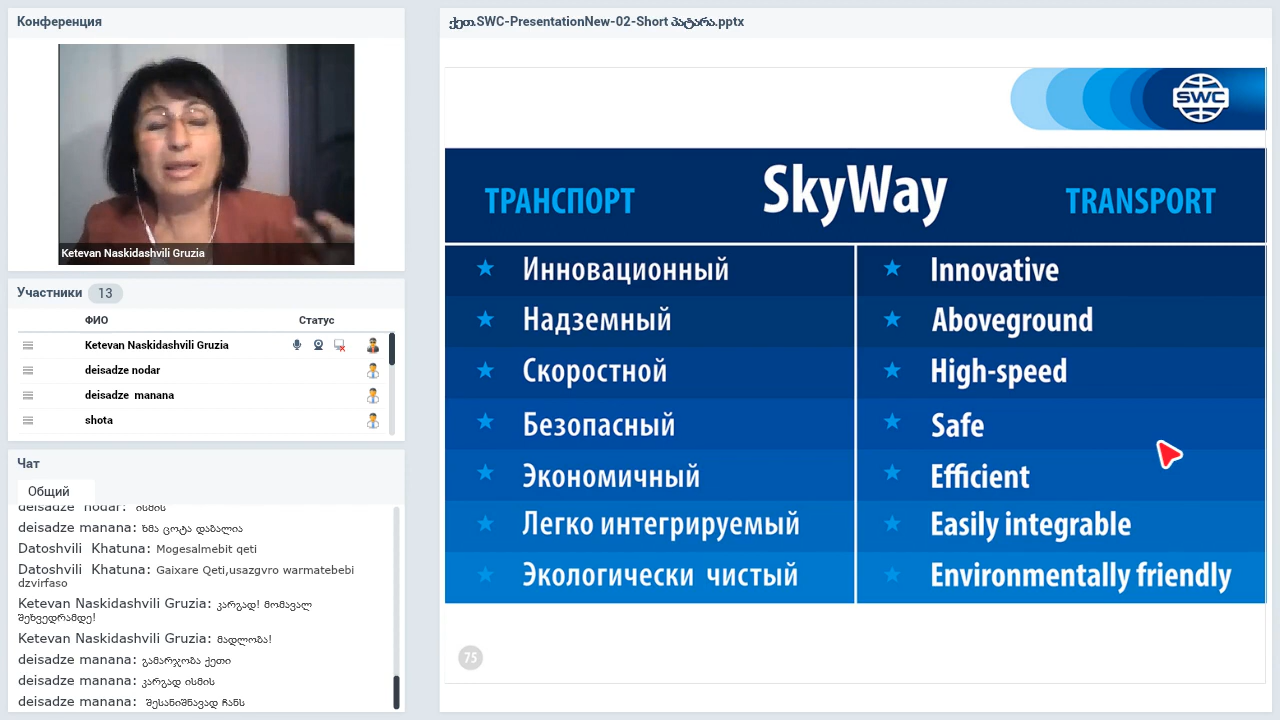 Конференция
Ketevan Naskidashvili Gruzia
Участники 13
ФИО Статус
Ketevan Naskidashvili Gruzia
deisadze nodar
deisadze manana
shota
Чат
Общий
deisadze nodar: ისმის
deisadze manana: ხმა ცოტა დაბალია
Datoshvili Khatuna: Mogesalmebit qeti
Datoshvili Khatuna: Gaixare Qeti,usazgvro warmatebebi
dzvirfaso
Ketevan Naskidashvili Gruzia: კარგად! მომავალ
შეხვედრამდე!
Ketevan Naskidashvili Gruzia: მადლობა!
deisadze manana: გამარჯობა ქეთი
deisadze manana: კარგად ისმის
deisadze manana: შესანიშნავად ჩანს
ქეთ.SWC-PresentationNew-02-Short პატარა.pptx
SWC
ТРАНСПОРТ SkyWay TRANSPORT
Инновационный Innovative
Надземный Aboveground
Скоростной High-speed
Безопасный Safe
Экономичный Efficient
Легко интегрируемый Easily integrable
Экологически чистый Environmentally friendly
75